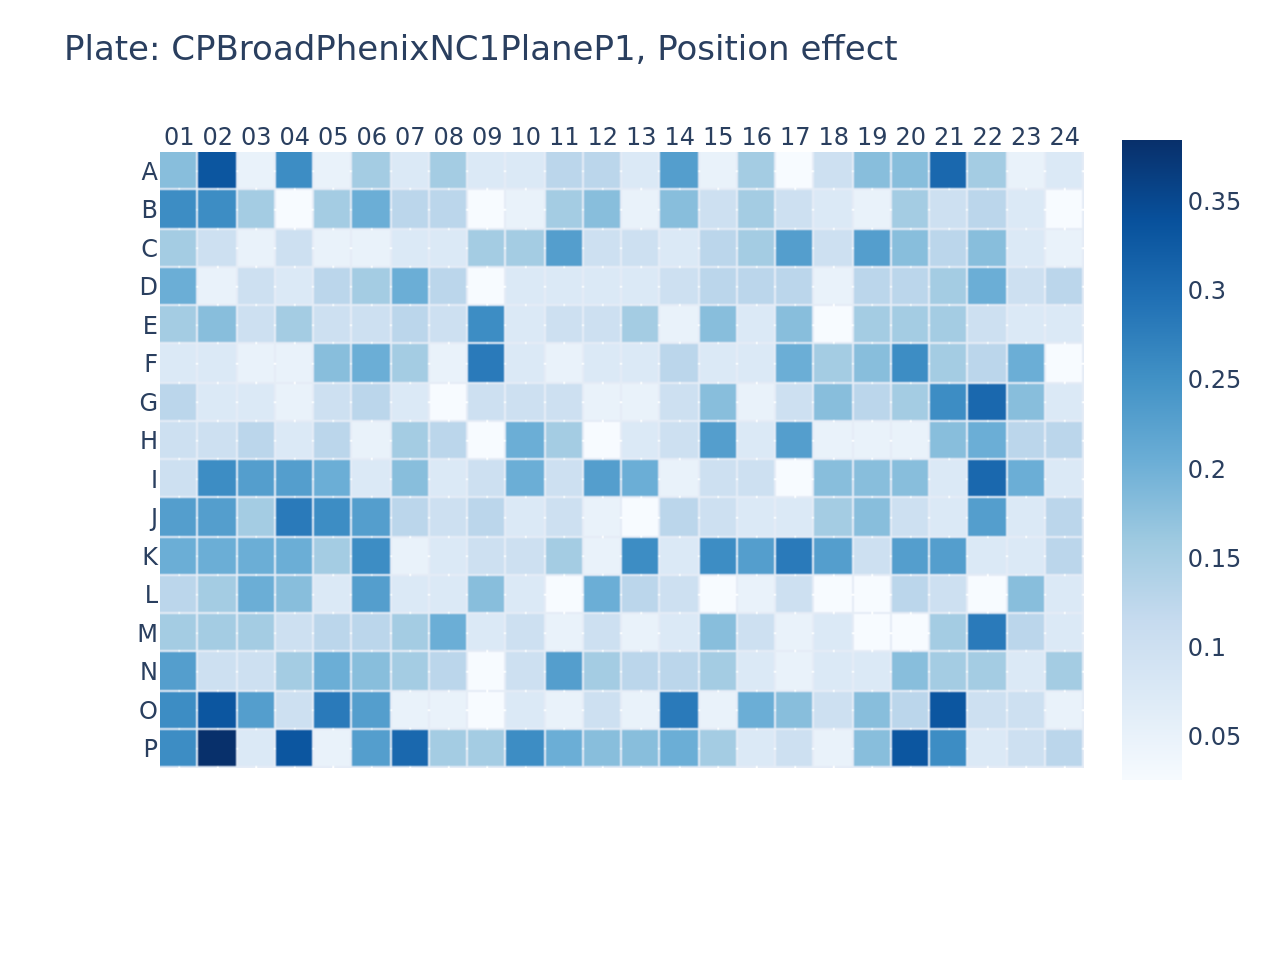 Plate: CPBroadPhenixNC1PlaneP1, Position effect
01 02 03 04 05 06 07 08 09 10 11 12 13 14 15 16 17 18 19 20 21 22 23 24
A
B
C
D
E
F
G
H
I
J
K
L
M
N
O
P
0.35
0.3
0.25
0.2
0.15
0.1
0.05